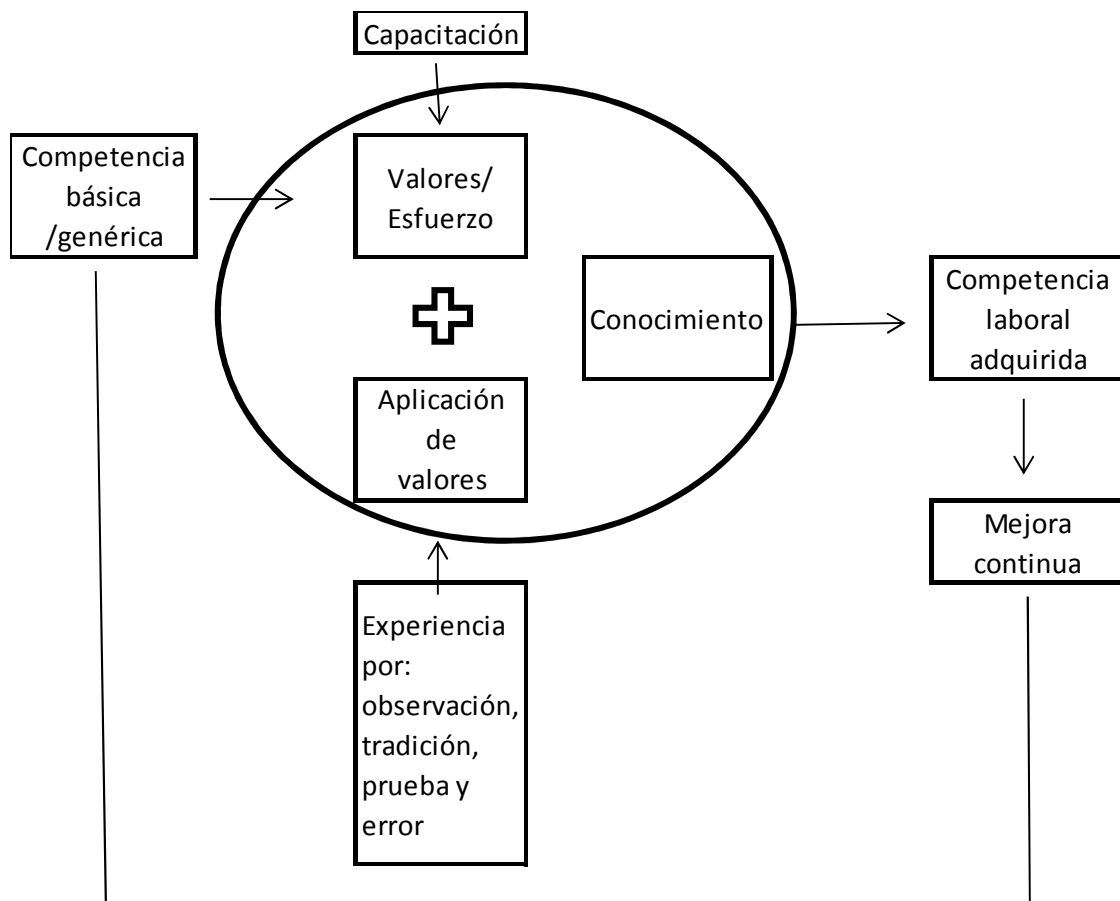 Capacitación
Competencia
básica
/genérica
Valores/
Esfuerzo
Conocimiento
Competencia
laboral
adquirida
Aplicación
de
valores
Mejora
continua
Experiencia
por:
observación,
tradición,
prueba y
error